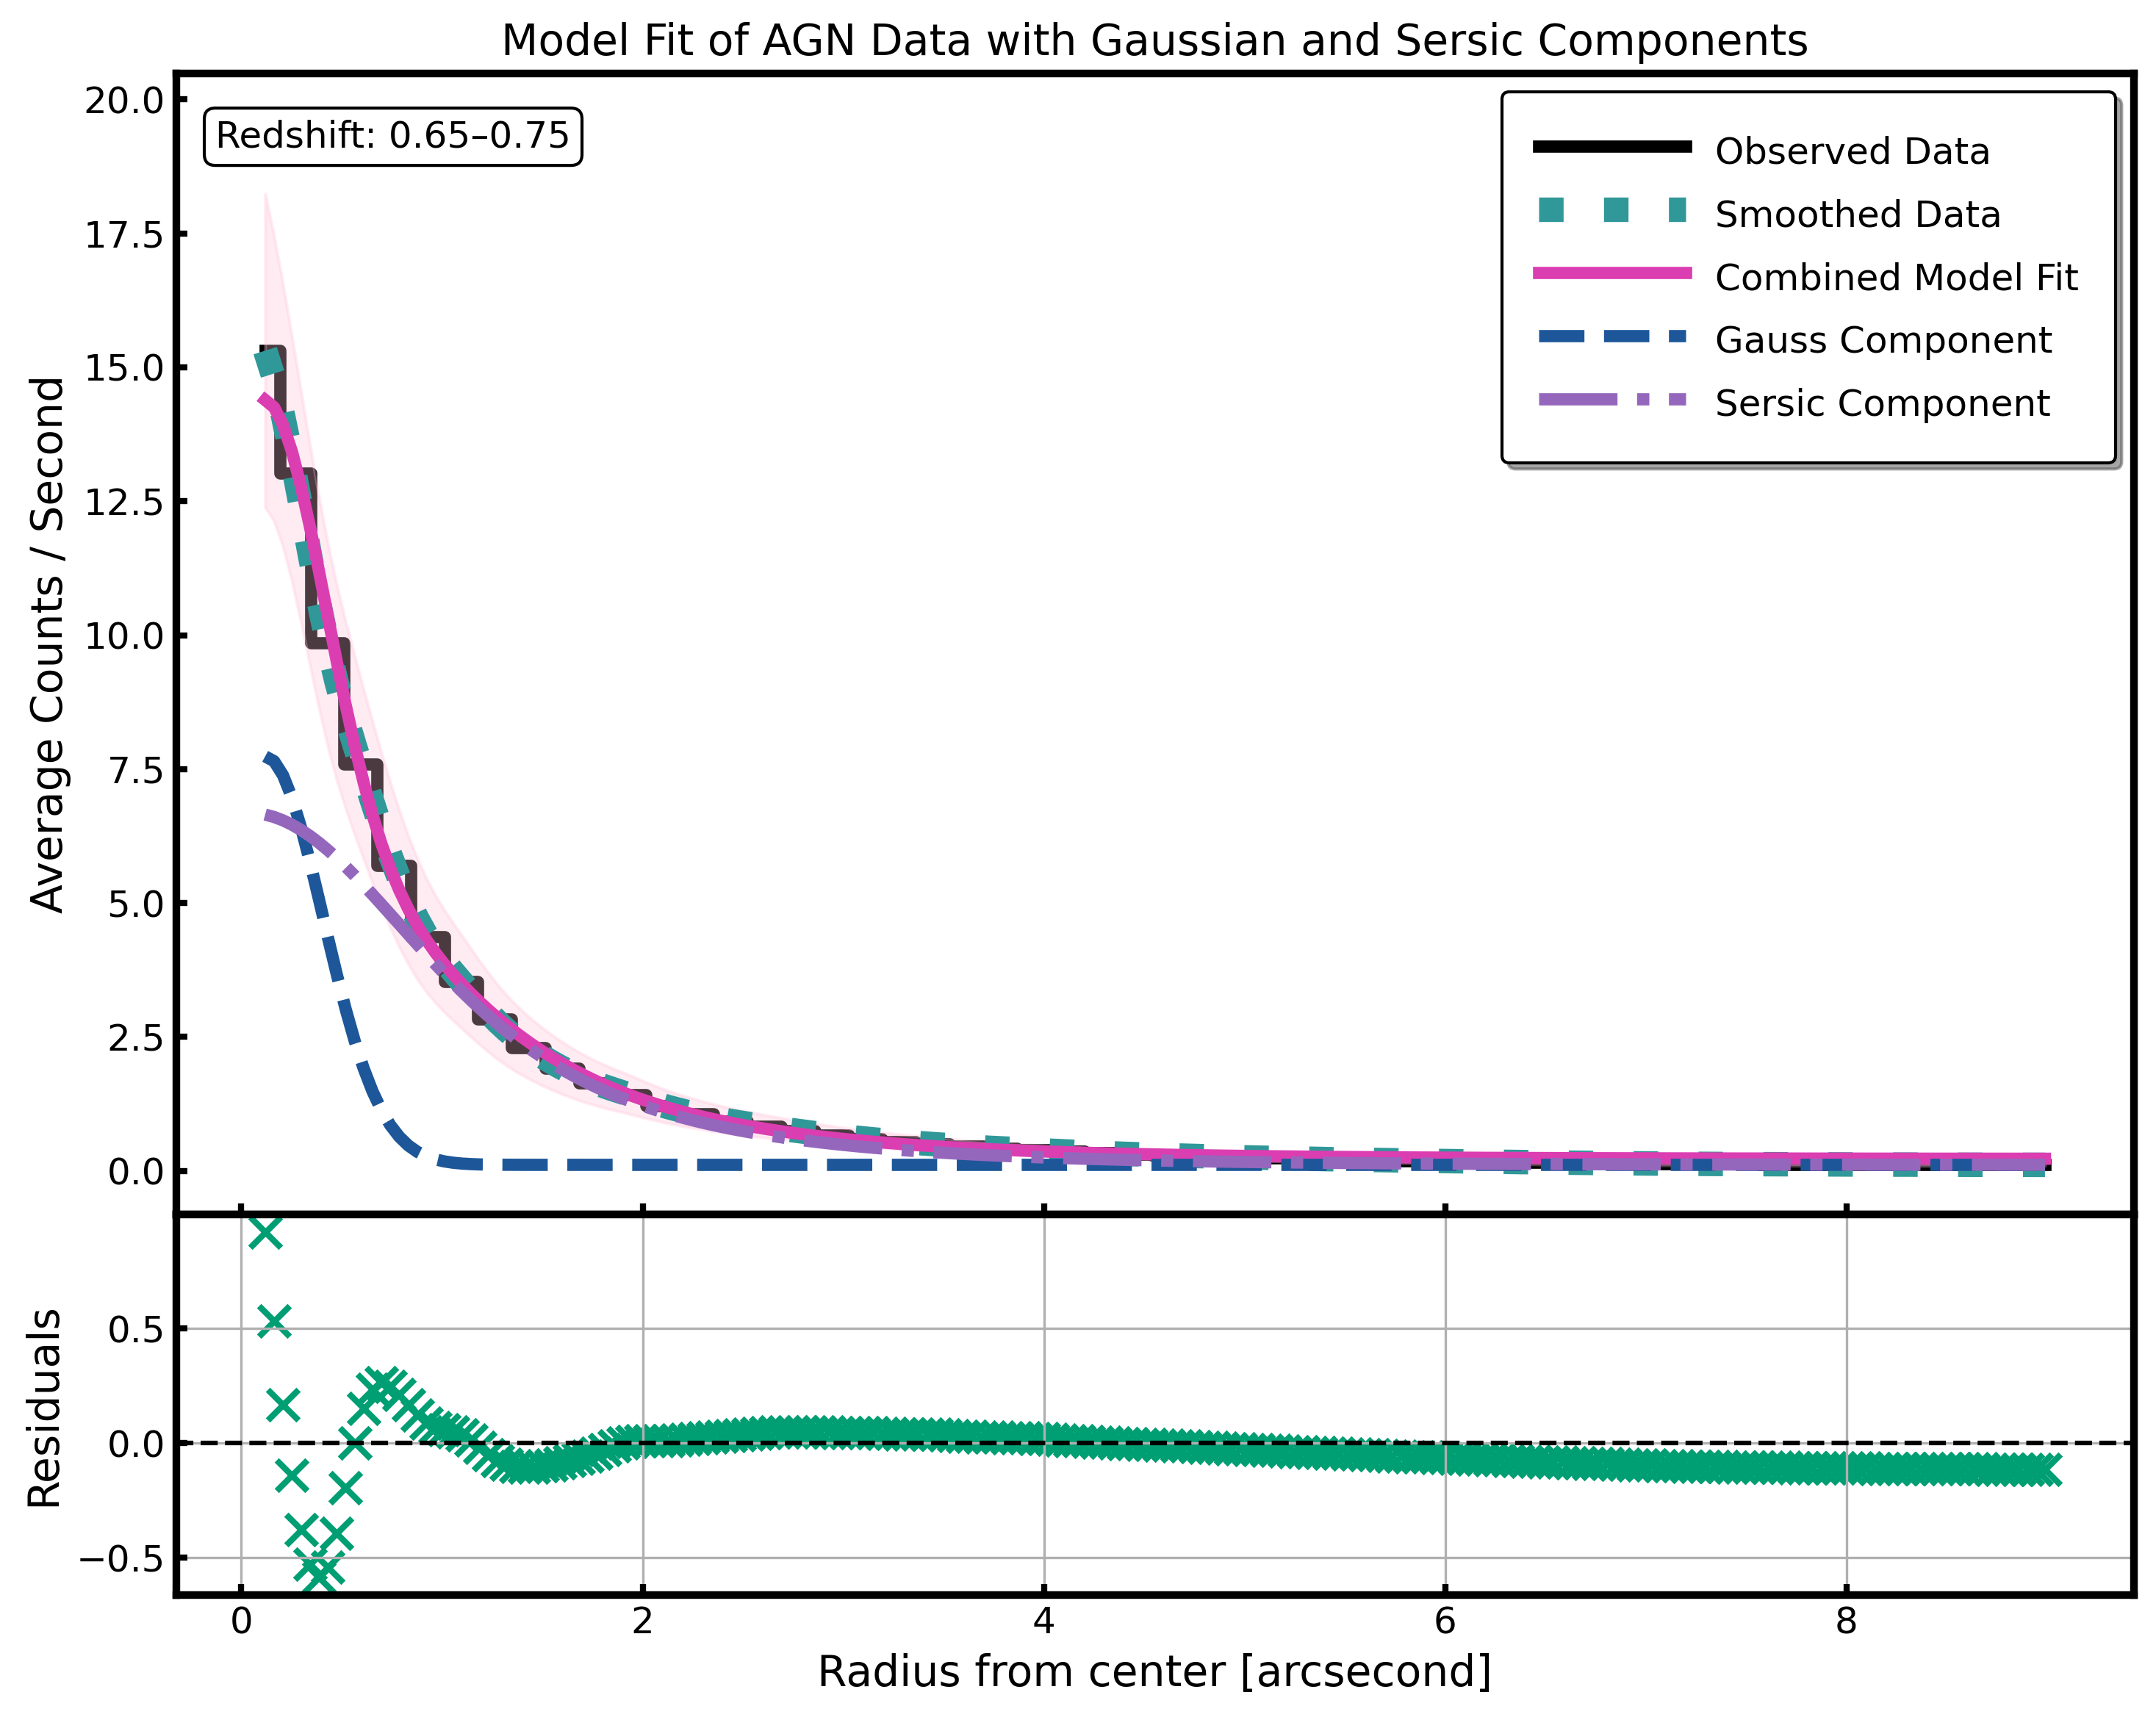 Model Fit of AGN Data with Gaussian and Sersic Components
Redshift: 0.65–0.75
Observed Data
Smoothed Data
Combined Model Fit
Gauss Component
Sersic Component
Average Counts / Second
20.0
17.5
15.0
12.5
10.0
7.5
5.0
2.5
0.0
Residuals
0.5
0.0
−0.5
0 2 4 6 8
Radius from center [arcsecond]